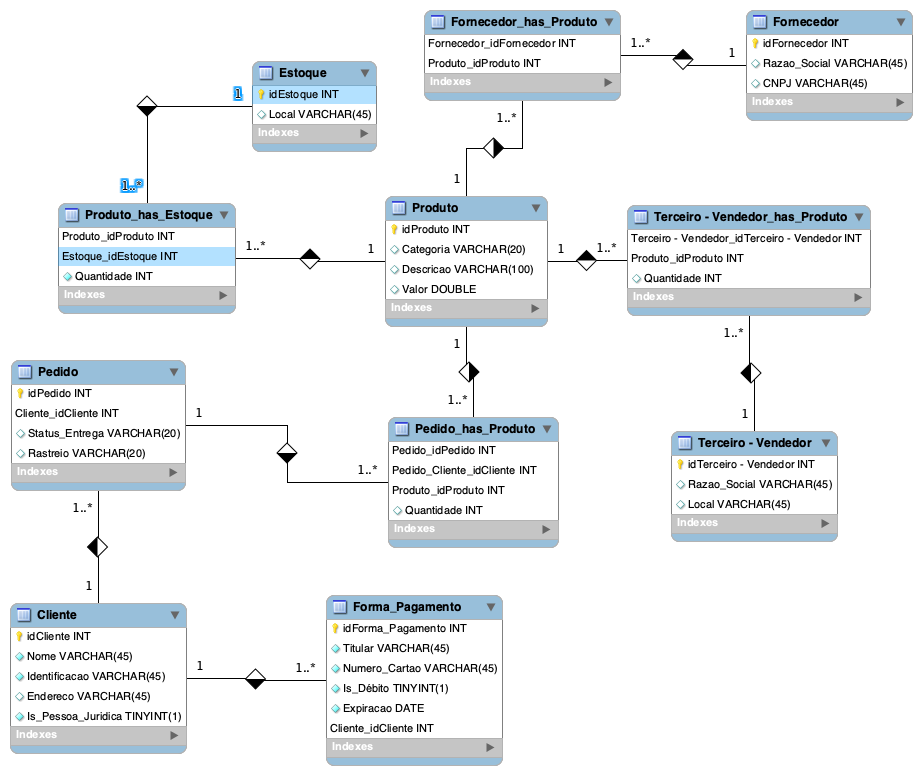 Fornecedor_has_Produto
Fornecedor_idFornecedor INT
Produto_idProduto INT
Indexes
1..*
1
Fornecedor
idFornecedor INT
Razao_Social VARCHAR(45)
CNPJ VARCHAR(45)
Indexes
Estoque
idEstoque INT
Local VARCHAR(45)
Indexes
1
1..*
1..*
1
Produto_has_Estoque
Produto_idProduto INT
Estoque_idEstoque INT
Quantidade INT
Indexes
1..*
1
Produto
idProduto INT
Categoria VARCHAR(20)
Descricao VARCHAR(100)
Valor DOUBLE
Indexes
1
1..*
Terceiro - Vendedor_has_Produto
Terceiro - Vendedor_idTerceiro - Vendedor INT
Produto_idProduto INT
Quantidade INT
Indexes
1
1..*
1..*
1
Pedido
idPedido INT
Cliente_idCliente INT
Status_Entrega VARCHAR(20)
Rastreio VARCHAR(20)
Indexes
1
1..*
Pedido_has_Produto
Pedido_idPedido INT
Pedido_Cliente_idCliente INT
Produto_idProduto INT
Quantidade INT
Indexes
Terceiro - Vendedor
idTerceiro - Vendedor INT
Razao_Social VARCHAR(45)
Local VARCHAR(45)
Indexes
1..*
1
Cliente
idCliente INT
Nome VARCHAR(45)
Identificacao VARCHAR(45)
Endereco VARCHAR(45)
Is_Pessoa_Juridica TINYINT(1)
Indexes
1
1..*
Forma_Pagamento
idForma_Pagamento INT
Titular VARCHAR(45)
Numero_Cartao VARCHAR(45)
Is_Débito TINYINT(1)
Expiracao DATE
Cliente_idCliente INT
Indexes